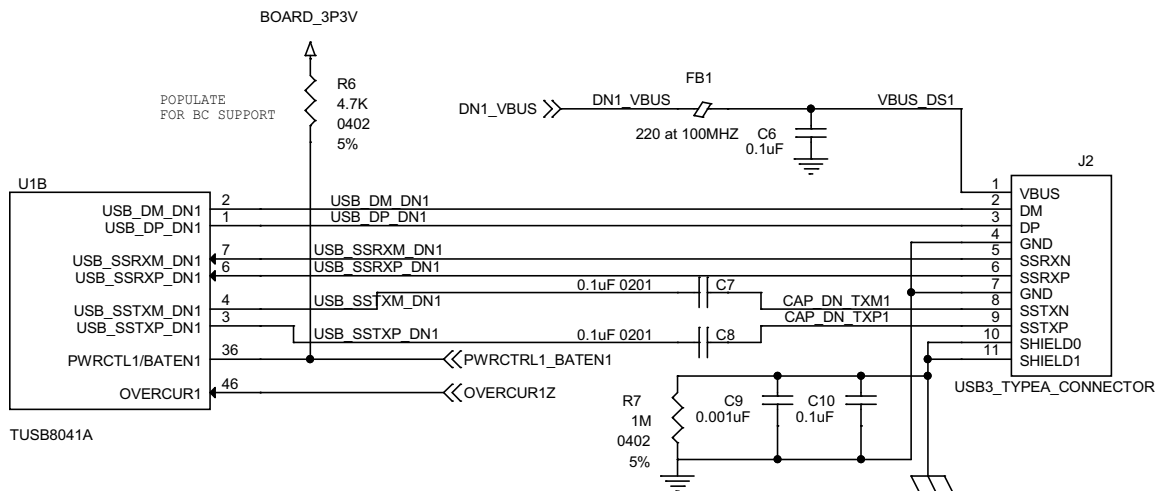 BOARD_3P3V
R6
4.7K
0402
5%
POPULATE
FOR BC SUPPORT
FB1
DN1_VBUS
DN1_VBUS
VBUS_DS1
220 at 100MHZ
C6
0.1uF
J2
U1B
USB_DM_DN1
2
USB_DM_DN1
1
VBUS
USB_DP_DN1
1
USB_DP_DN1
2
DM
3
DP
4
GND
USB_SSRXM_DN1
7
USB_SSRXM_DN1
5
SSRXN
USB_SSRXP_DN1
6
USB_SSRXP_DN1
6
SSRXP
7
GND
USB_SSTXM_DN1
4
USB_SSTXM_DN1
0.1uF 0201
C7
CAP_DN_TXM1
8
SSTXN
USB_SSTXP_DN1
3
USB_SSTXP_DN1
0.1uF 0201
C8
CAP_DN_TXP1
9
SSTXP
10
SHIELD0
11
SHIELD1
PWRCTL1/BATEN1
36
PWRCTRL1_BATEN1
OVERCUR1
46
OVERCUR1Z
USB3_TYPEA_CONNECTOR
R7
1M
0402
5%
C9
0.001uF
C10
0.1uF
TUSB8041A